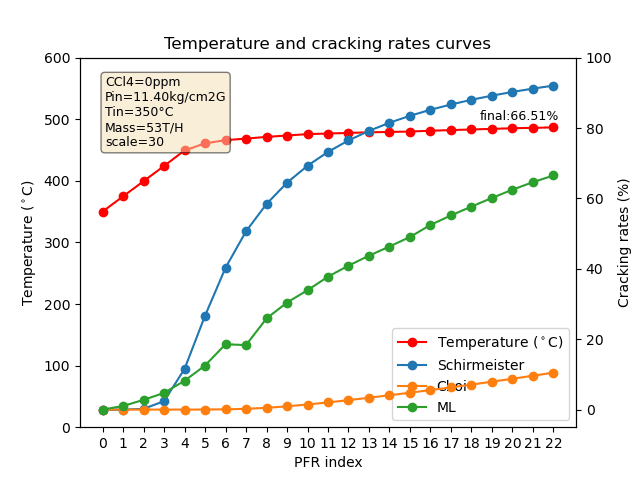 Temperature and cracking rates curves
CCl4=0ppm
Pin=11.40kg/cm2G
Tin=350°C
Mass=53T/H
scale=30
final:66.51%
600
500
400
300
200
100
0
Temperature (°C)
100
80
60
40
20
0
Cracking rates (%)
Temperature (°C)
Schirmeister
Choi
ML
0 1 2 3 4 5 6 7 8 9 10 11 12 13 14 15 16 17 18 19 20 21 22
PFR index